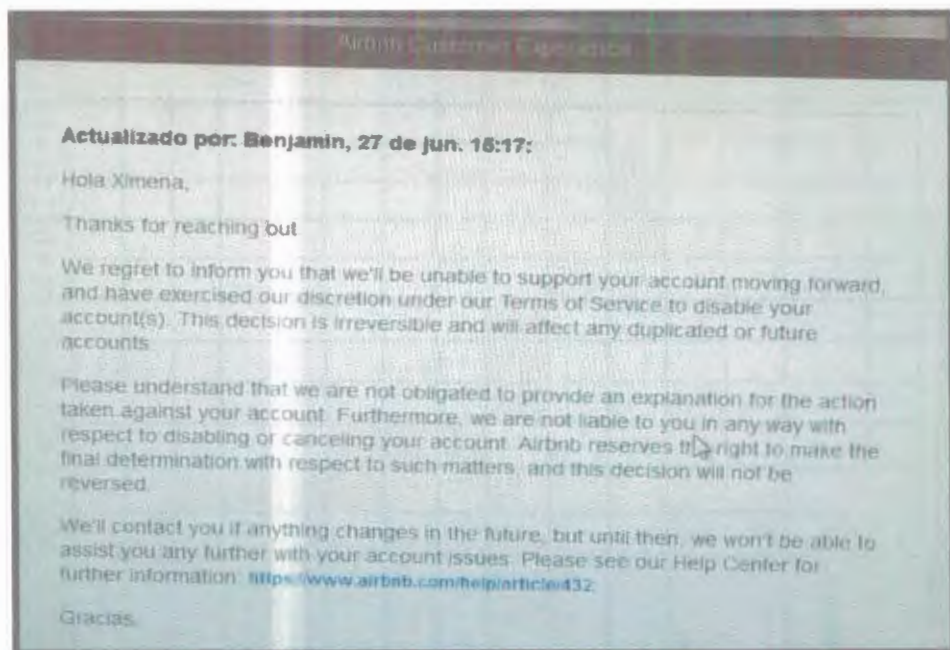 Airbnb Customer Experience
Actualizado por: Benjamin, 27 de jun. 15:17:
Hola Ximena,
Thanks for reaching but
We regret to inform you that we'll be unable to support your account moving forward,
and have exercised our discretion under our Terms of Service to disable your
account(s). This decision is irreversible and will affect any duplicated or future
accounts.
Please understand that we are not obligated to provide an explanation for the action
taken against your account. Furthermore, we are not liable to you in any way with
respect to disabling or canceling your account. Airbnb reserves the right to make the
final determination with respect to such matters, and this decision will not be
reversed.
We'll contact you if anything changes in the future, but until then, we won't be able to
assist you any further with your account issues. Please see our Help Center for
further information: https://www.airbnb.com/help/article/432.
Gracias.